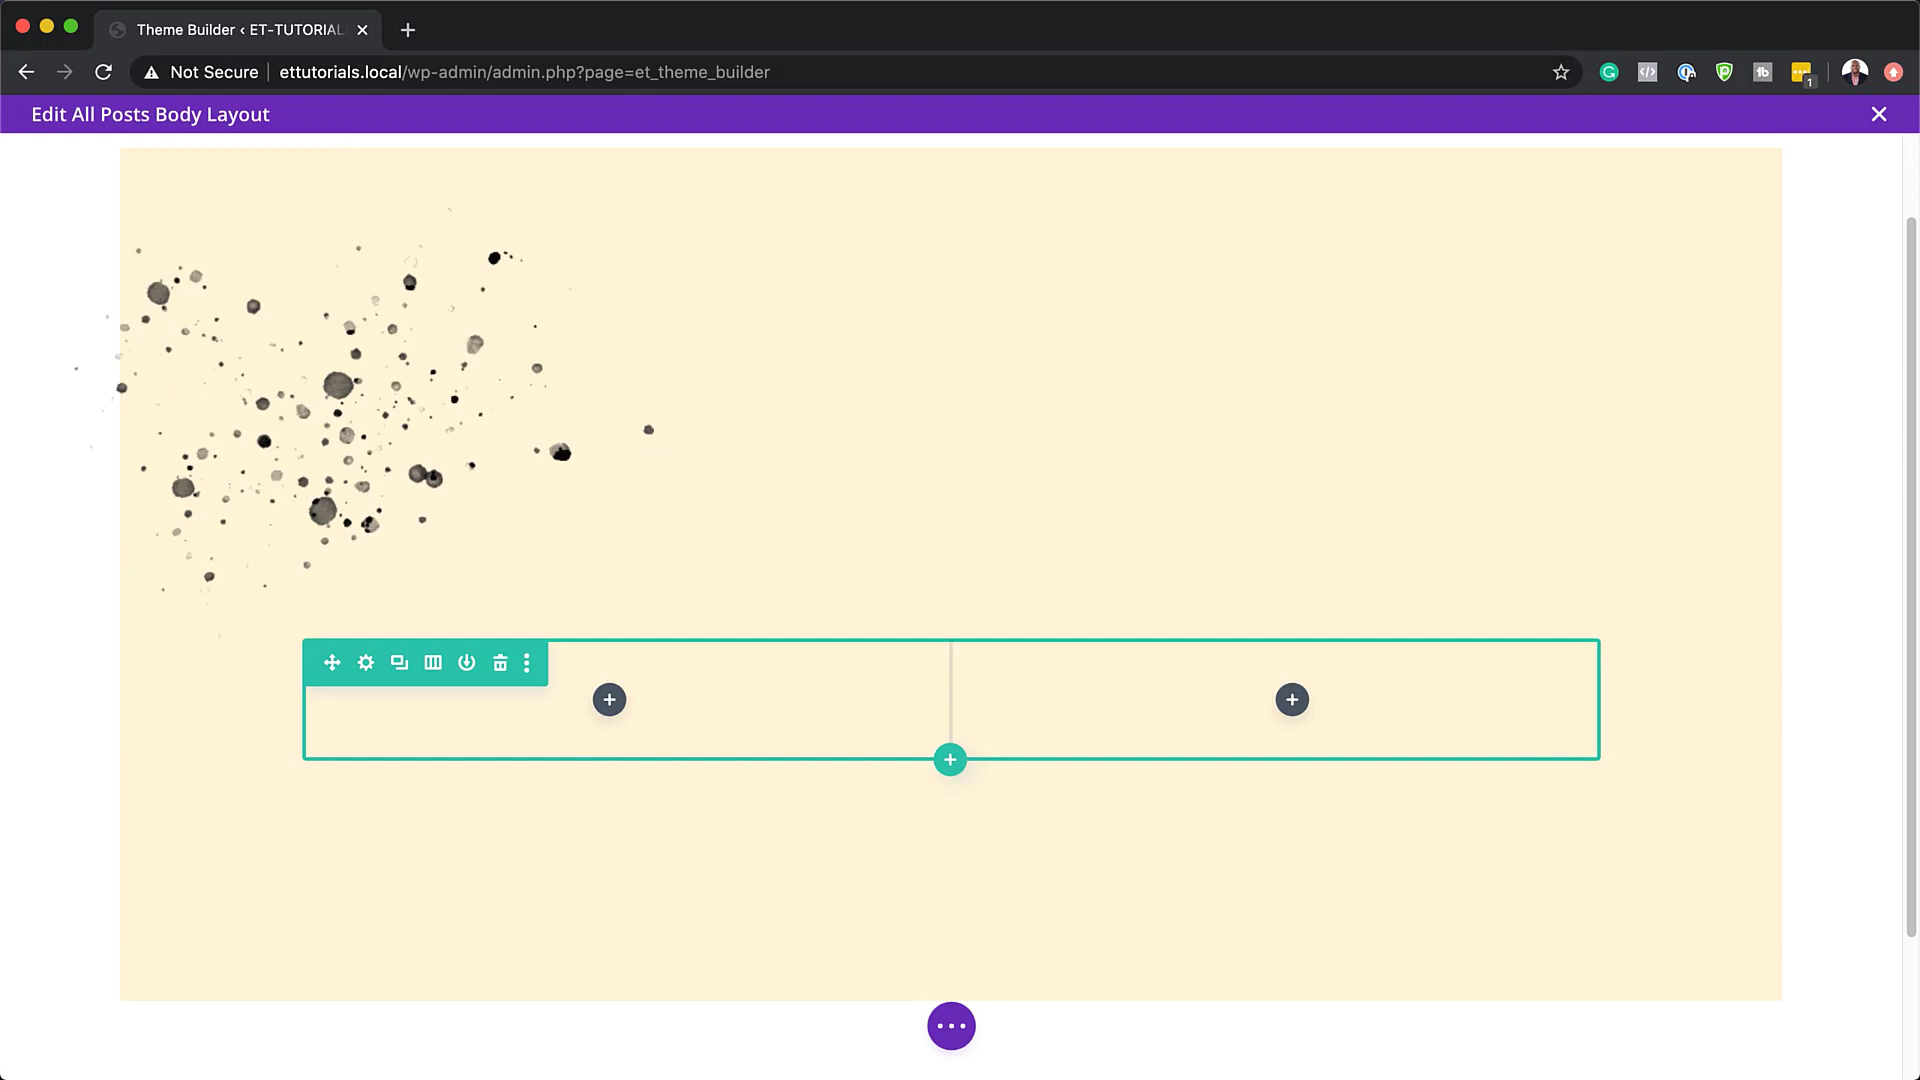 Theme Builder ‹ ET-TUTORIAL
Not Secure
ettutorials.local/wp-admin/admin.php?page=et_theme_builder
1
Edit All Posts Body Layout